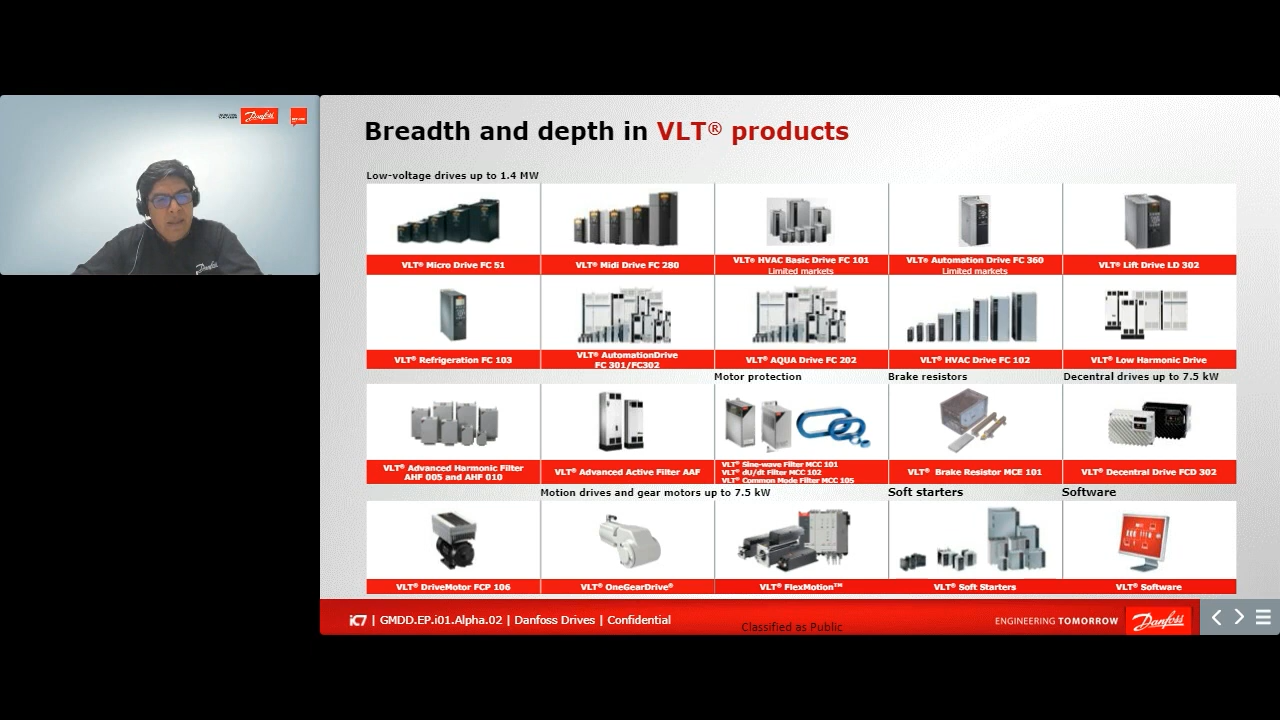 Danfoss
Breadth and depth in VLT® products
Low-voltage drives up to 1.4 MW
VLT® Micro Drive FC 51
VLT® Midi Drive FC 280
VLT® HVAC Basic Drive FC 101
Limited markets
VLT® Automation Drive FC 360
Limited markets
VLT® Lift Drive LD 302
VLT® Refrigeration FC 103
VLT® AutomationDrive
FC 301/FC302
VLT® AQUA Drive FC 202
VLT® HVAC Drive FC 102
VLT® Low Harmonic Drive
Motor protection
Brake resistors
Decentral drives up to 7.5 kW
VLT® Advanced Harmonic Filter
AHF 005 and AHF 010
VLT® Advanced Active Filter AAF
VLT® Sine-wave Filter MCC 101
VLT® dU/dt Filter MCC 102
VLT® Common Mode Filter MCC 105
VLT® Brake Resistor MCE 101
VLT® Decentral Drive FCD 302
Motion drives and gear motors up to 7.5 kW
Soft starters
Software
VLT® DriveMotor FCP 106
VLT® OneGearDrive®
VLT® FlexMotion™
VLT® Soft Starters
VLT® Software
iC7 | GMDD.EP.i01.Alpha.02 | Danfoss Drives | Confidential
Classified as Public
ENGINEERING TOMORROW
Danfoss